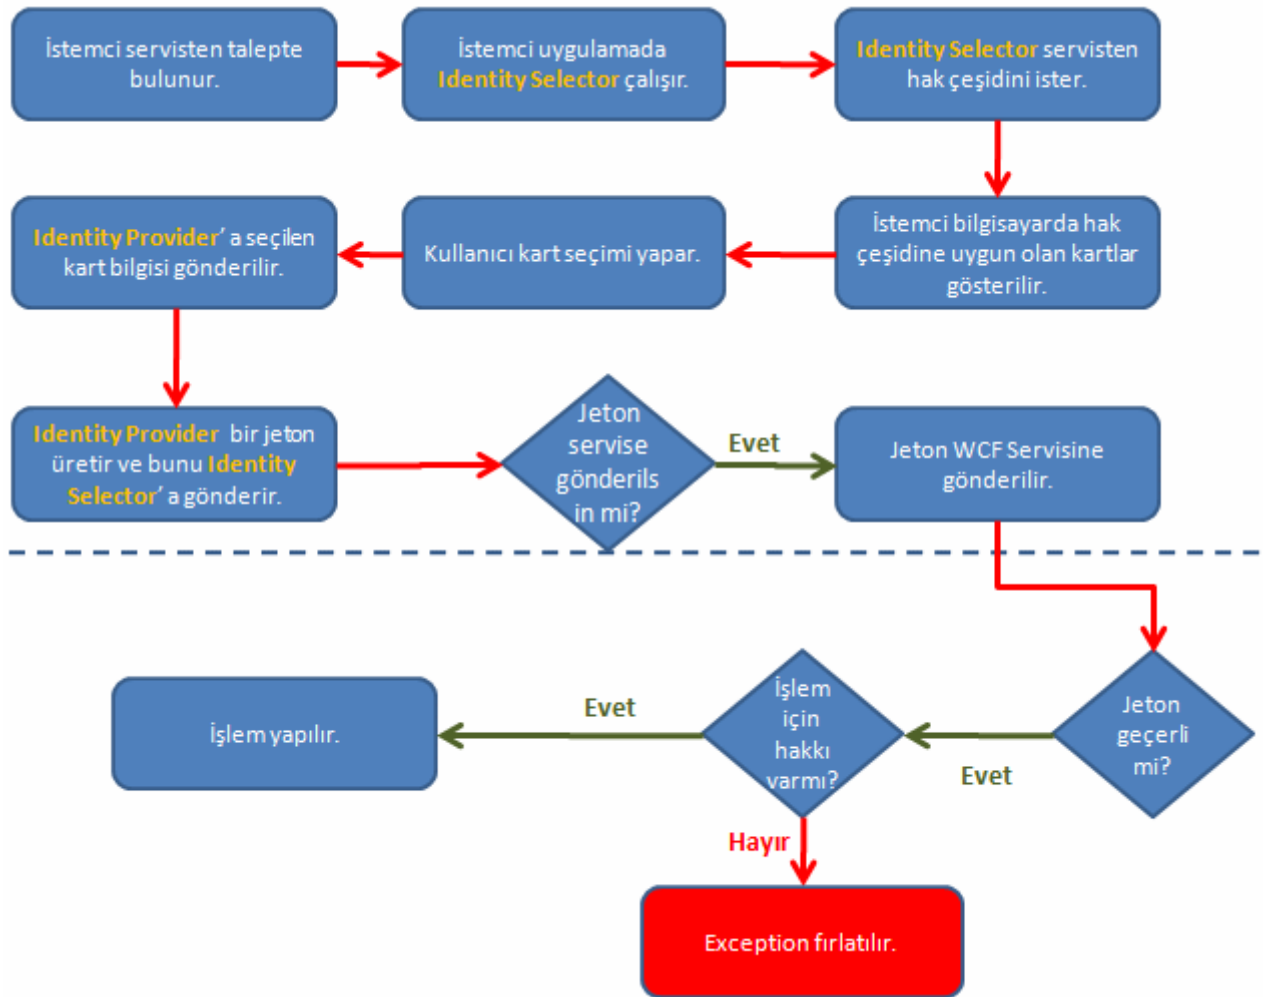 İstemci servisten talepte
bulunur.
İstemci uygulamada
Identity Selector çalışır.
Identity Selector servisten
hak çeşidini ister.
İstemci bilgisayarda hak
çeşidine uygun olan kartlar
gösterilir.
Kullanıcı kart seçimi yapar.
Identity Provider’ a seçilen
kart bilgisi gönderilir.
Identity Provider bir jeton
üretir ve bunu Identity
Selector’ a gönderir.
Jeton
servise
gönderils
in mi?
Evet
Jeton WCF Servisine
gönderilir.
Jeton
geçerli
mi?
Evet
İşlem
için
hakkı
varmı?
Evet
İşlem yapılır.
Hayır
Exception fırlatılır.